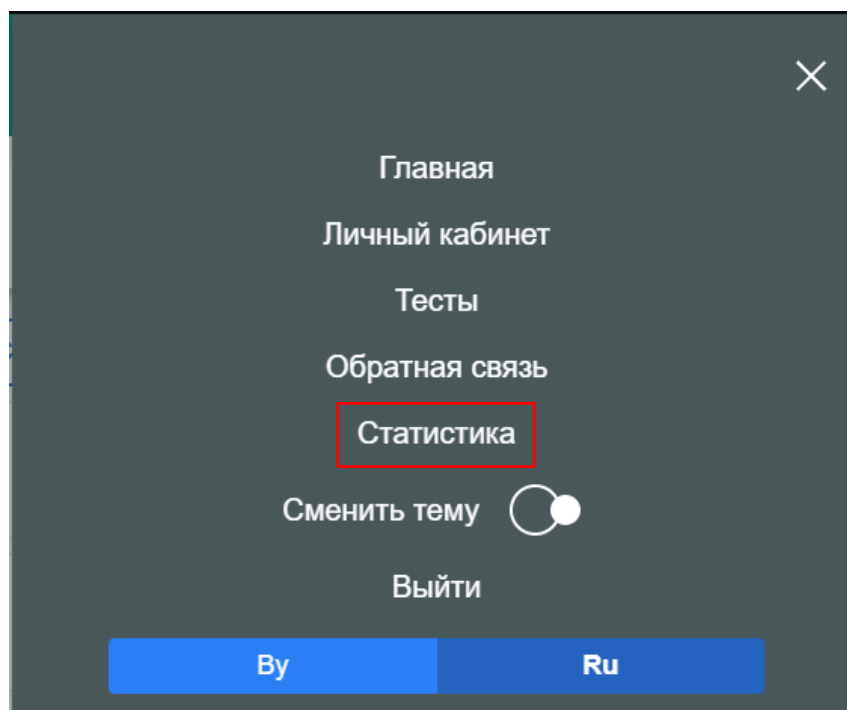 Главная
Личный кабинет
Тесты
Обратная связь
Статистика
Сменить тему
Выйти
By Ru